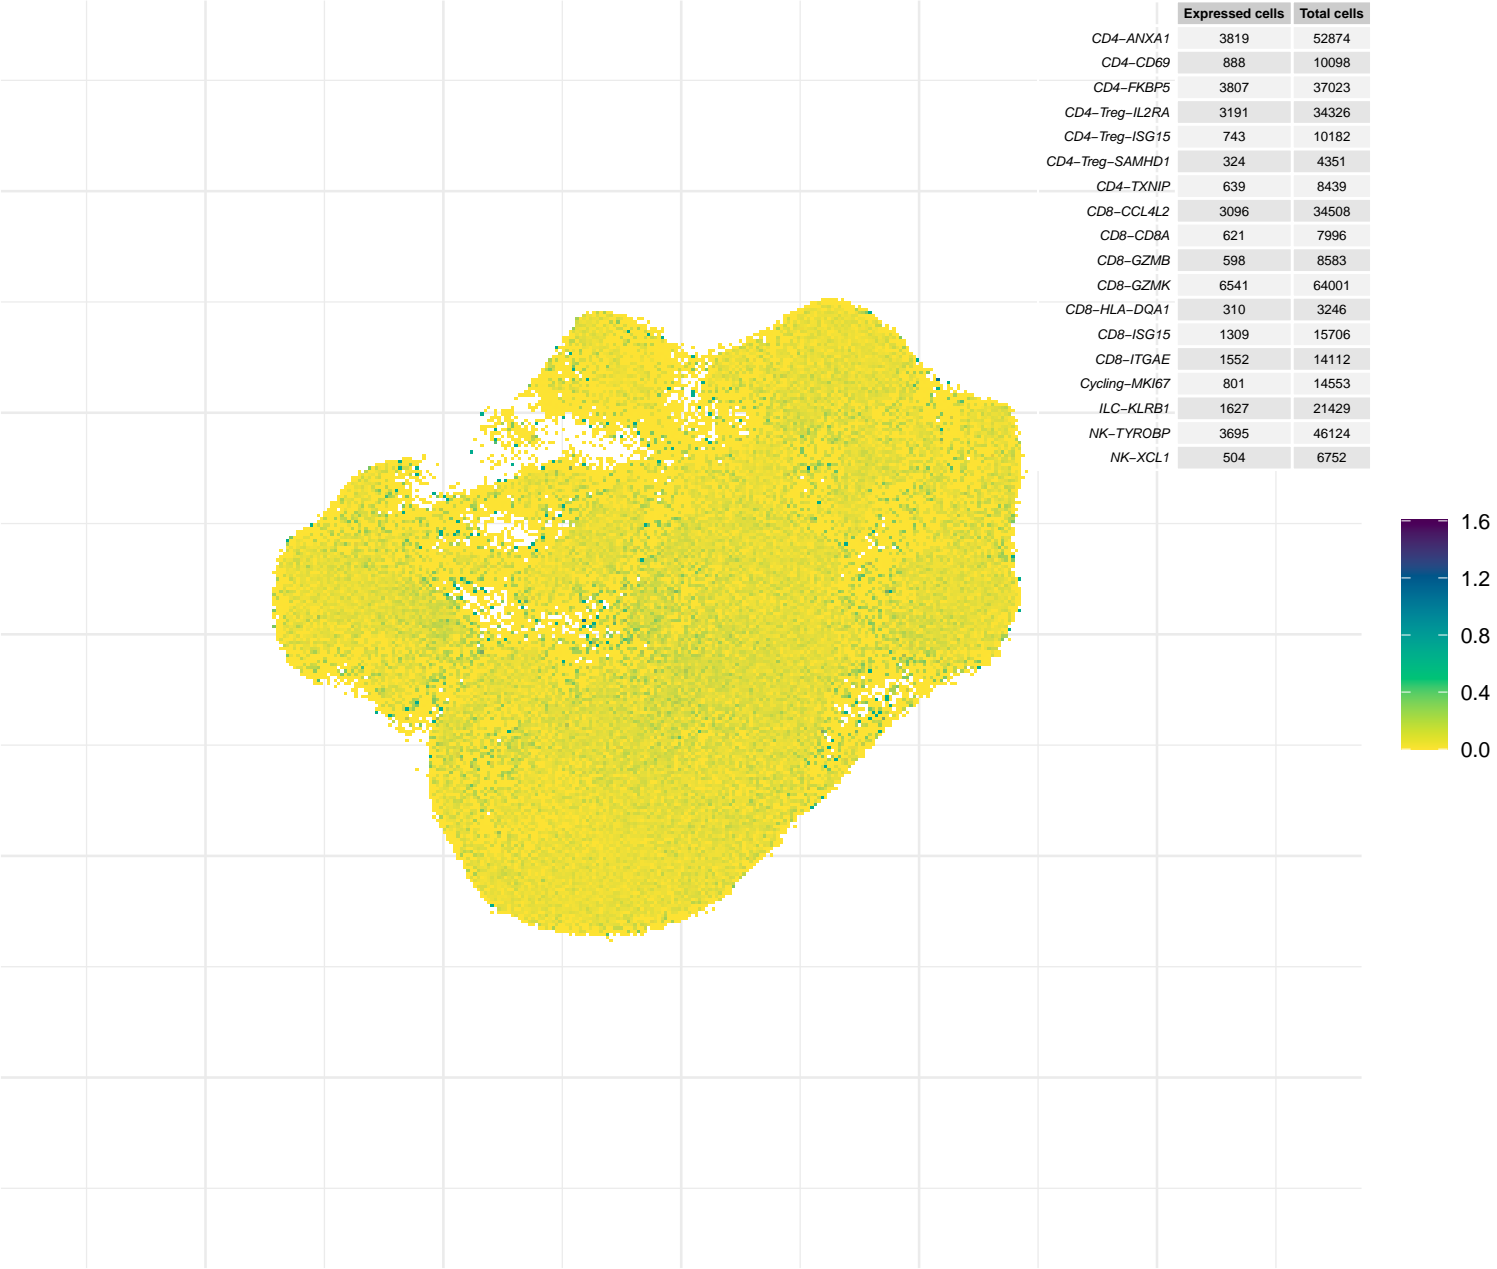 Expressed cells Total cells
CD4−ANXA1 3819 52874
CD4−CD69 888 10098
CD4−FKBP5 3807 37023
CD4−Treg−IL2RA 3191 34326
CD4−Treg−ISG15 743 10182
CD4−Treg−SAMHD1 324 4351
CD4−TXNIP 639 8439
CD8−CCL4L2 3096 34508
CD8−CD8A 621 7996
CD8−GZMB 598 8583
CD8−GZMK 6541 64001
CD8−HLA−DQA1 310 3246
CD8−ISG15 1309 15706
CD8−ITGAE 1552 14112
Cycling−MKI67 801 14553
ILC−KLRB1 1627 21429
NK−TYROBP 3695 46124
NK−XCL1 504 6752
1.6
1.2
0.8
0.4
0.0